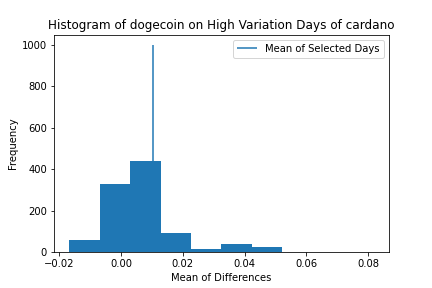 Histogram of dogecoin on High Variation Days of cardano
Mean of Selected Days
1000
800
600
400
200
0
Frequency
−0.02 0.00 0.02 0.04 0.06 0.08
Mean of Differences